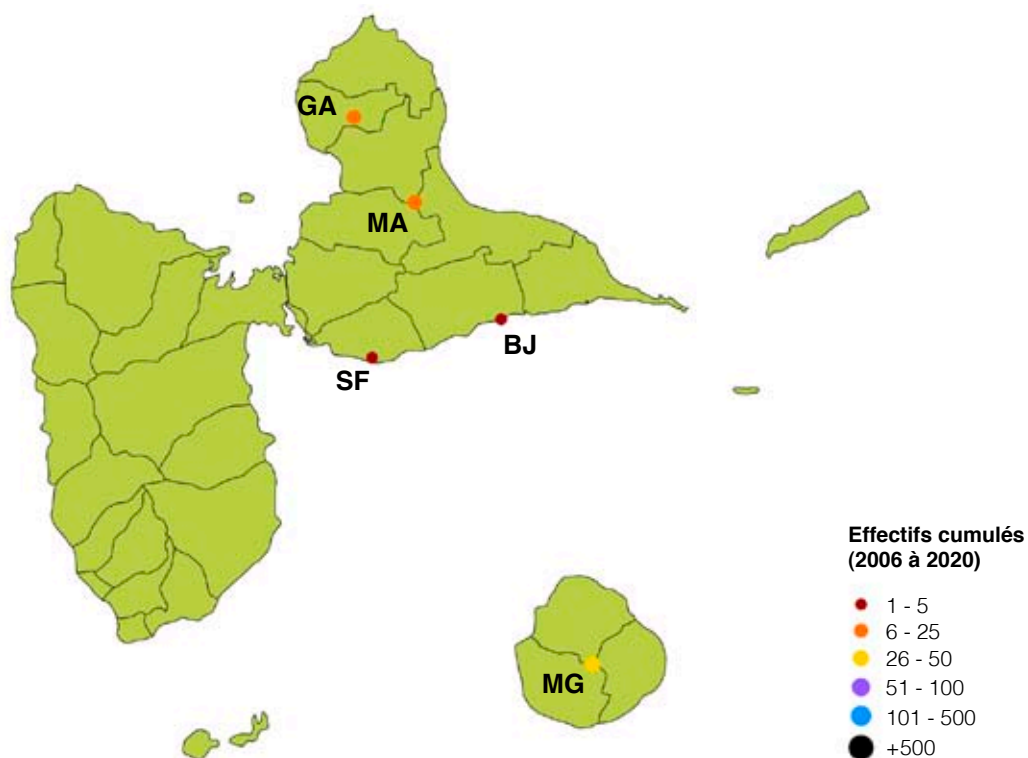 GA
MA
BJ
SF
MG
Effectifs cumulés
(2006 à 2020)
1 - 5
6 - 25
26 - 50
51 - 100
101 - 500
+500